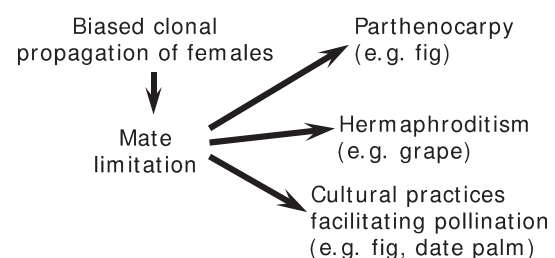 Biased clonal
propagation of females
Mate
limitation
Parthenocarpy
(e.g. fig)
Hermaphroditism
(e.g. grape)
Cultural practices
facilitating pollination
(e.g. fig, date palm)